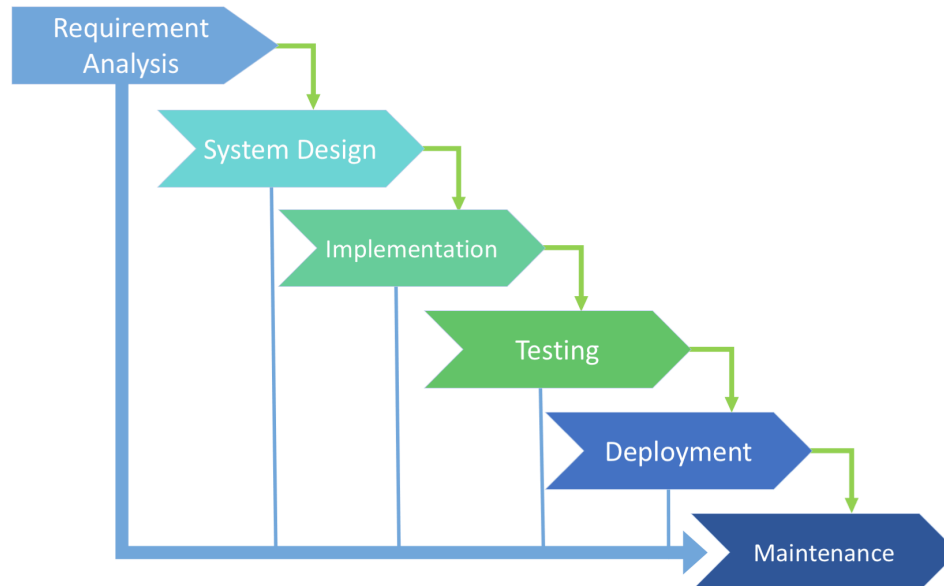 Requirement
Analysis
System Design
Implementation
Testing
Deployment
Maintenance